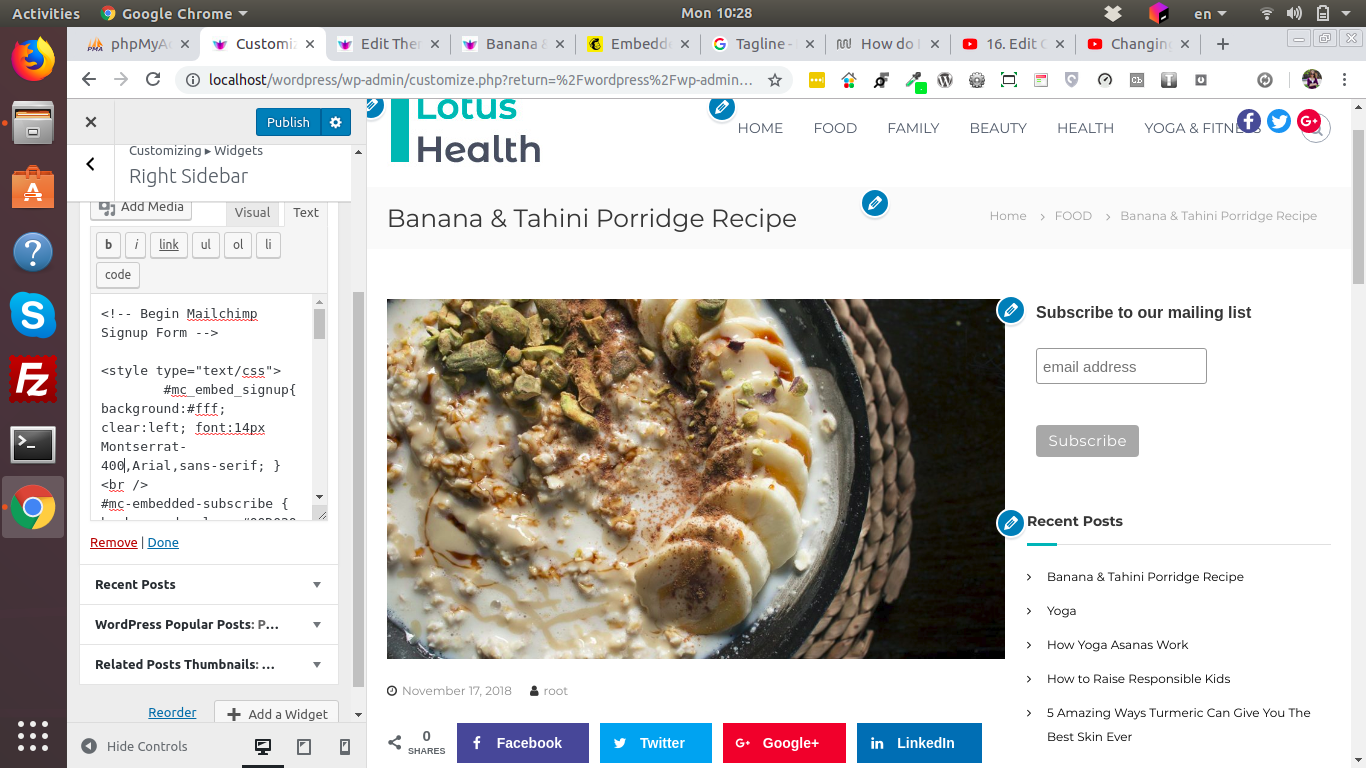 Activities
Google Chrome
Mon 10:28
en
phpMyAd
Customiz
Edit Ther
Banana &
Embedde
Tagline -
How do I
16. Edit C
Changing
localhost/wordpress/wp-admin/customize.php?return=%2Fwordpress%2Fwp-admin…
Publish
Customizing ▸ Widgets
Right Sidebar
Add Media
Visual
Text
b
i
link
ul
ol
li
code
<!-- Begin Mailchimp
Signup Form -->
<style type="text/css">
#mc_embed_signup{
background:#fff;
clear:left; font:14px
Montserrat-
400,Arial,sans-serif; }
<br />
#mc-embedded-subscribe {
Remove | Done
Recent Posts
WordPress Popular Posts: P…
Related Posts Thumbnails: …
Reorder
Add a Widget
Hide Controls
Lotus
Health
HOME
FOOD
FAMILY
BEAUTY
HEALTH
YOGA & FITNESS
Banana & Tahini Porridge Recipe
Home
FOOD
Banana & Tahini Porridge Recipe
Subscribe to our mailing list
email address
Subscribe
Recent Posts
Banana & Tahini Porridge Recipe
Yoga
How Yoga Asanas Work
How to Raise Responsible Kids
5 Amazing Ways Turmeric Can Give You The
Best Skin Ever
November 17, 2018
root
0
SHARES
Facebook
Twitter
Google+
LinkedIn